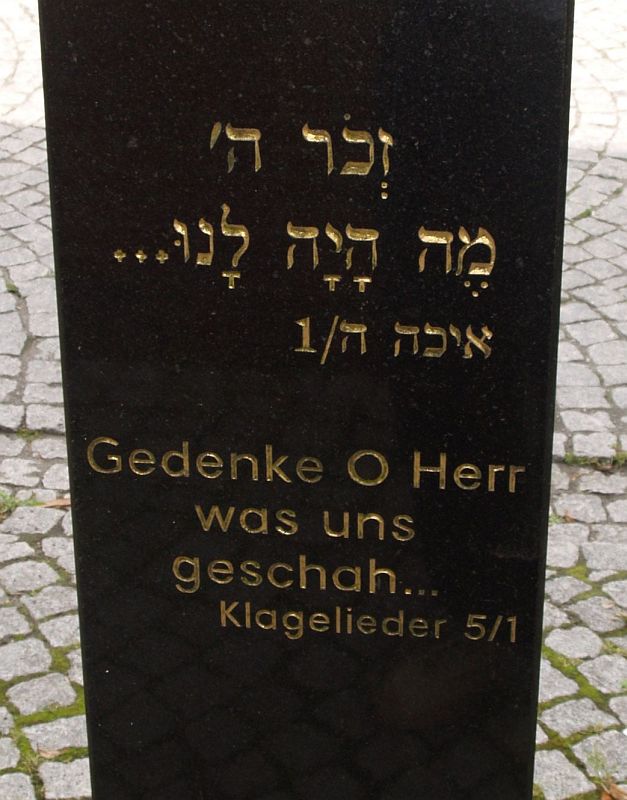 זְכֹר ה'
מֶה הָיָה לָנוּ...
איכה ה/1
Gedenke O Herr
was uns
geschah...
Klagelieder 5/1